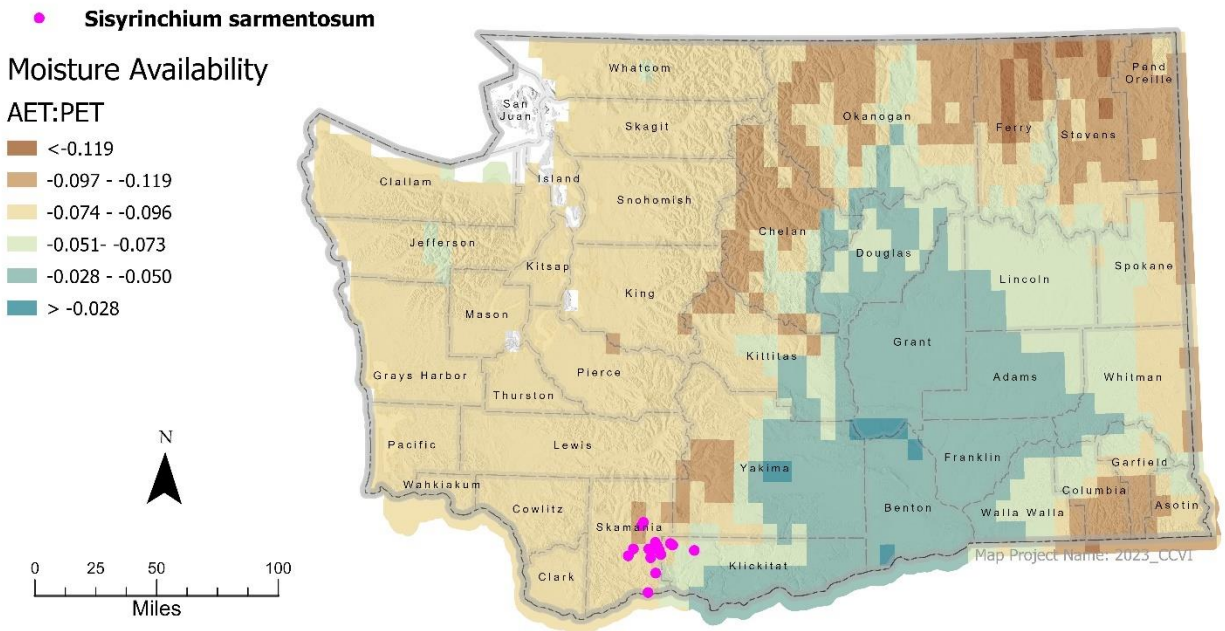 Sisyrinchium sarmentosum
Moisture Availability
AET:PET
<-0.119
-0.097 - -0.119
-0.074 - -0.096
-0.051- -0.073
-0.028 - -0.050
> -0.028
N
0 25 50 100
Miles
Whatcom
San
Juan
Skagit
Island
Clallam
Snohomish
Jefferson
Kitsap
King
Mason
Grays Harbor
Pierce
Thurston
Pacific
Lewis
Wahkiakum
Cowlitz
Skamania
Clark
Okanogan
Ferry
Stevens
Pand
Oreille
Chelan
Douglas
Lincoln
Spokane
Kittitas
Grant
Adams
Whitman
Yakima
Franklin
Garfield
Columbia
Asotin
Walla Walla
Benton
Klickitat
Map Project Name: 2023_CCVI